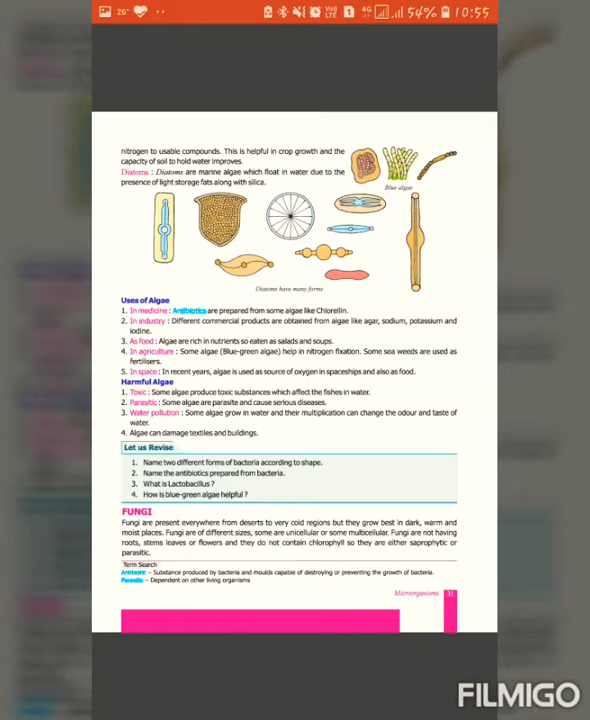 26°
4G
54%
10:55
nitrogen to usable compounds. This is helpful in crop growth and the
capacity of soil to hold water improves.
Diatoms : Diatoms are marine algae which float in water due to the
presence of light storage fats along with silica.
Blue algae
Diatoms have many forms
Uses of Algae
1. In medicine : Antibiotics are prepared from some algae like Chlorellin.
2. In industry : Different commercial products are obtained from algae like agar, sodium, potassium and
iodine.
3. As food : Algae are rich in nutrients so eaten as salads and soups.
4. In agriculture : Some algae (Blue-green algae) help in nitrogen fixation. Some sea weeds are used as
fertilisers.
5. In space : In recent years, algae is used as source of oxygen in spaceships and also as food.
Harmful Algae
1. Toxic : Some algae produce toxic substances which affect the fishes in water.
2. Parasitic : Some algae are parasite and cause serious diseases.
3. Water pollution : Some algae grow in water and their multiplication can change the odour and taste of
water.
4. Algae can damage textiles and buildings.
Let us Revise
1. Name two different forms of bacteria according to shape.
2. Name the antibiotics prepared from bacteria.
3. What is Lactobacillus ?
4. How is blue-green algae helpful ?
FUNGI
Fungi are present everywhere from deserts to very cold regions but they grow best in dark, warm and
moist places. Fungi are of different sizes, some are unicellular or some multicellular. Fungi are not having
roots, stems leaves or flowers and they do not contain chlorophyll so they are either saprophytic or
parasitic.
Term Search
Antibiotic – Substance produced by bacteria and moulds capable of destroying or preventing the growth of bacteria.
Parasitic – Dependent on other living organisms
Microorganisms 31
FILMIGO